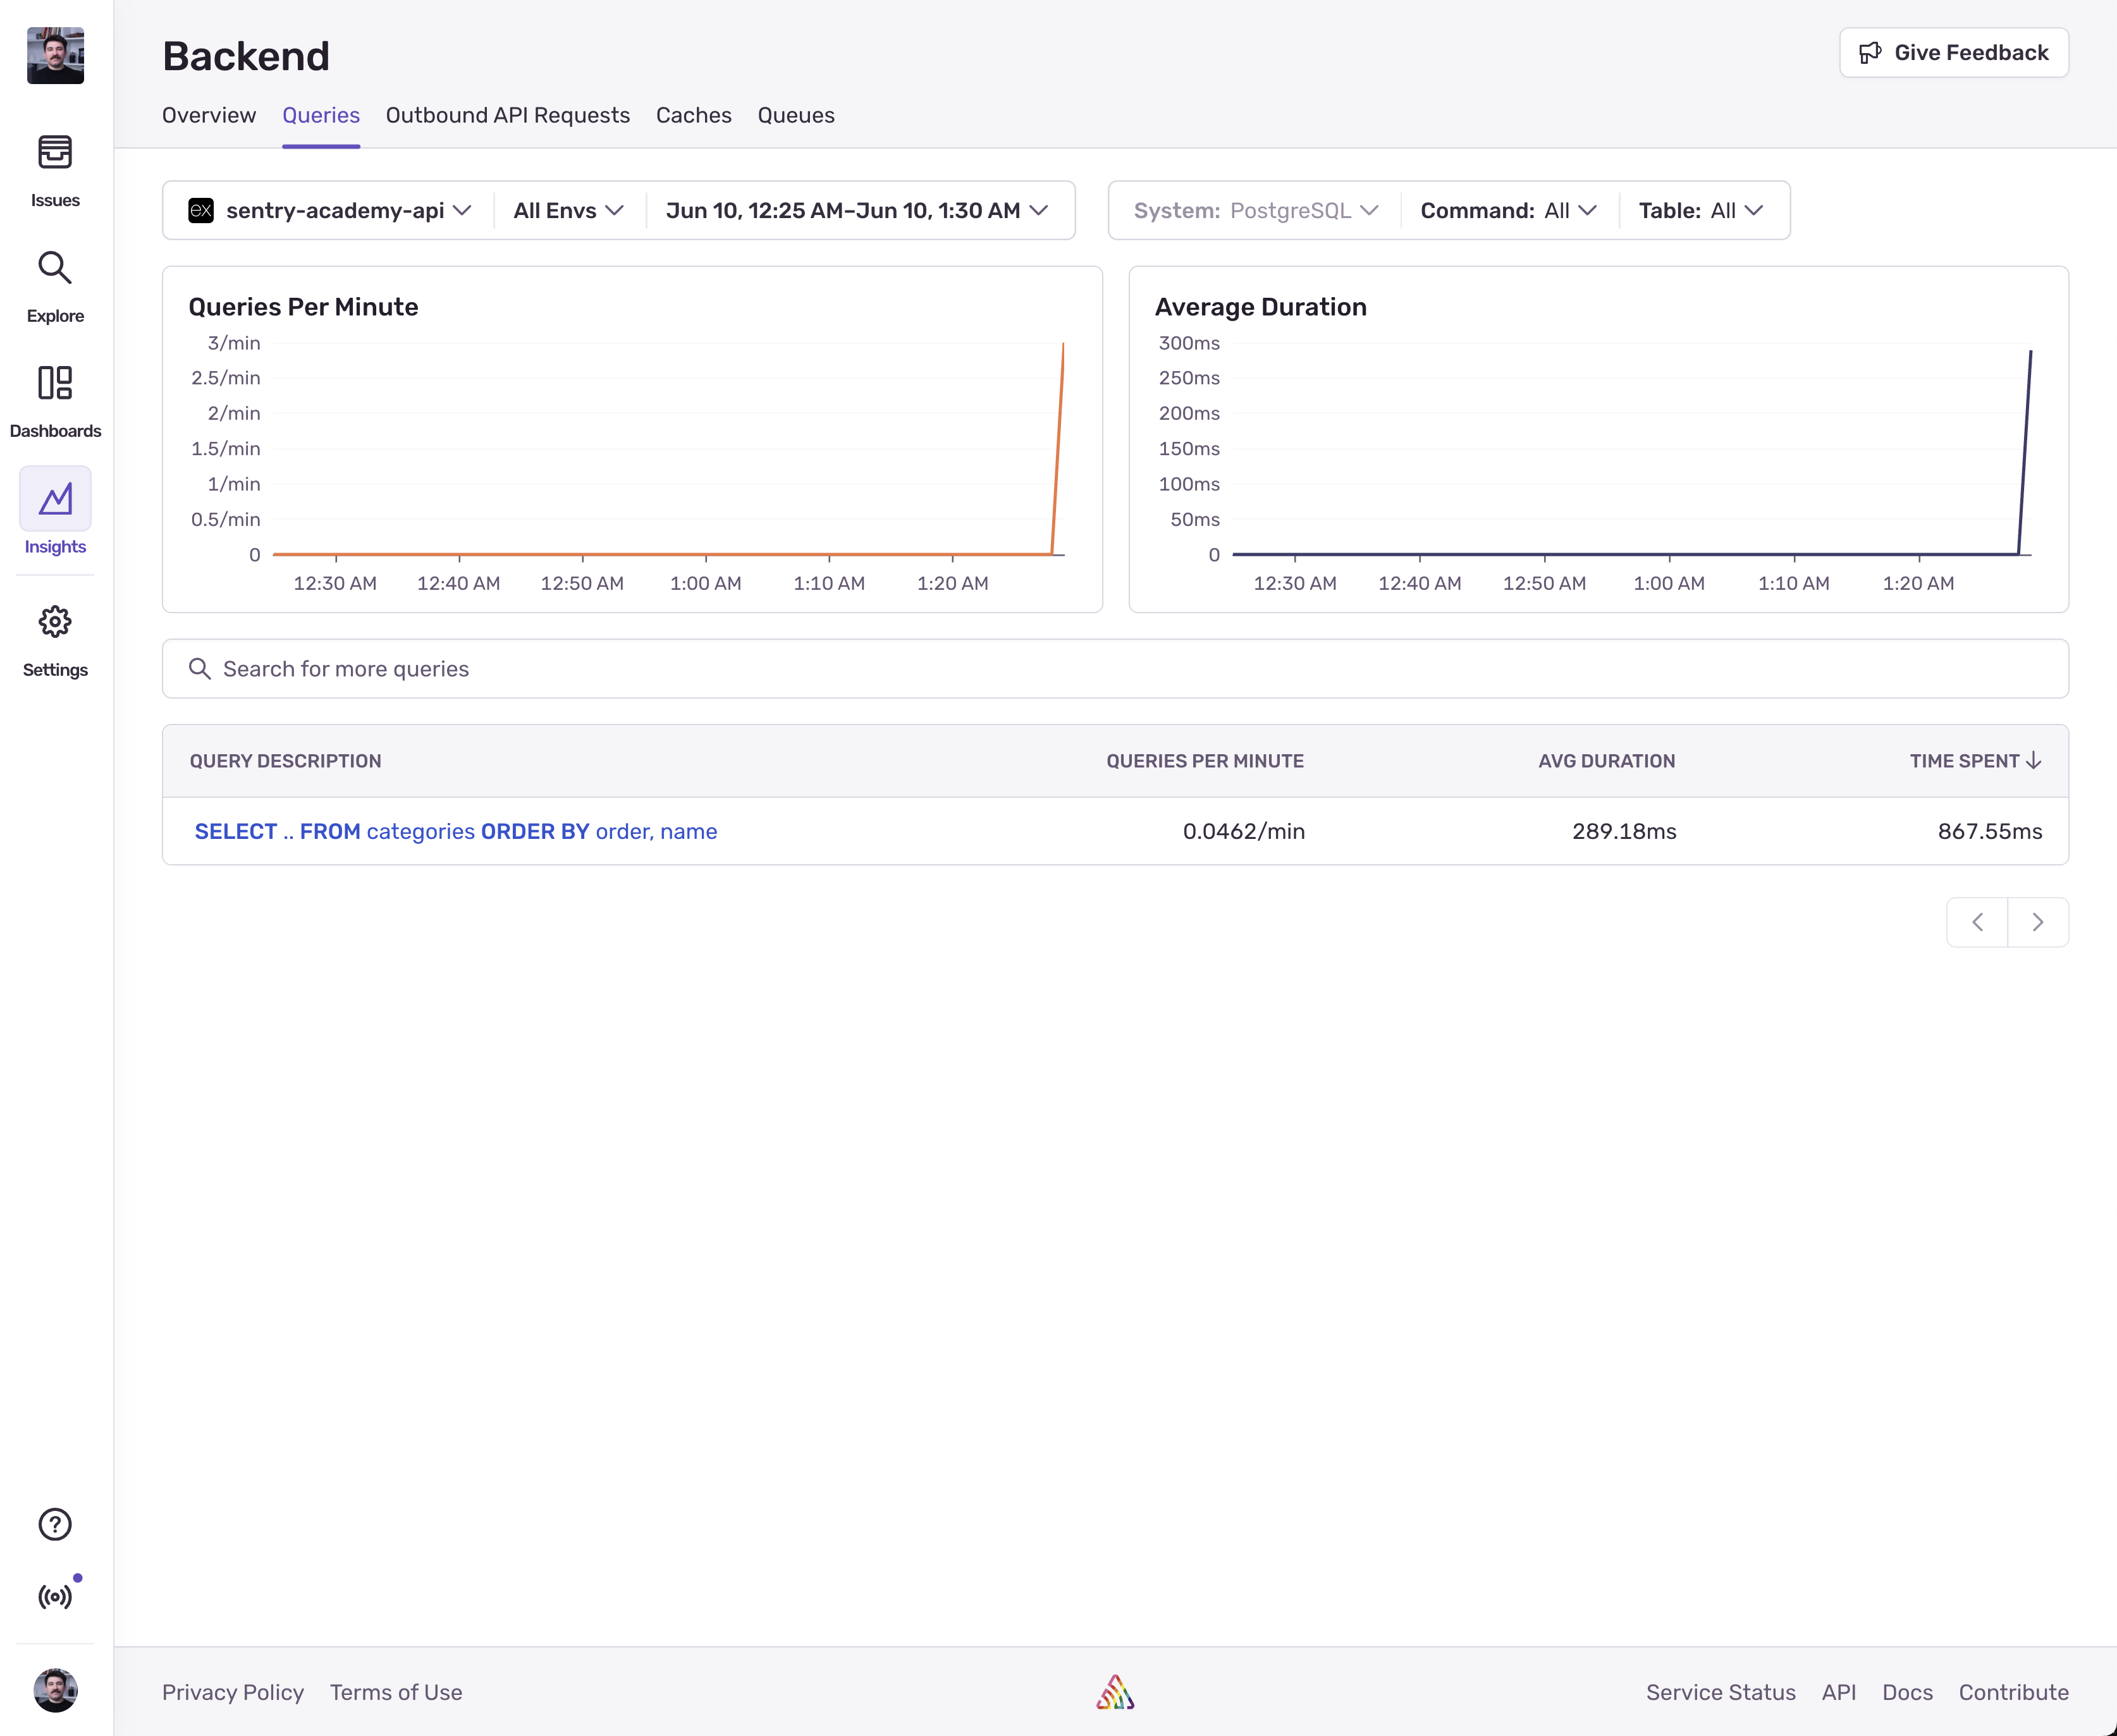 Backend
Give Feedback
Overview Queries Outbound API Requests Caches Queues
Issues
Explore
Dashboards
Insights
Settings
ex sentry-academy-api All Envs Jun 10, 12:25 AM–Jun 10, 1:30 AM System: PostgreSQL Command: All Table: All
Queries Per Minute
3/min
2.5/min
2/min
1.5/min
1/min
0.5/min
0
12:30 AM 12:40 AM 12:50 AM 1:00 AM 1:10 AM 1:20 AM
Average Duration
300ms
250ms
200ms
150ms
100ms
50ms
0
12:30 AM 12:40 AM 12:50 AM 1:00 AM 1:10 AM 1:20 AM
Search for more queries
QUERY DESCRIPTION QUERIES PER MINUTE AVG DURATION TIME SPENT
SELECT .. FROM categories ORDER BY order, name 0.0462/min 289.18ms 867.55ms
Privacy Policy Terms of Use Service Status API Docs Contribute